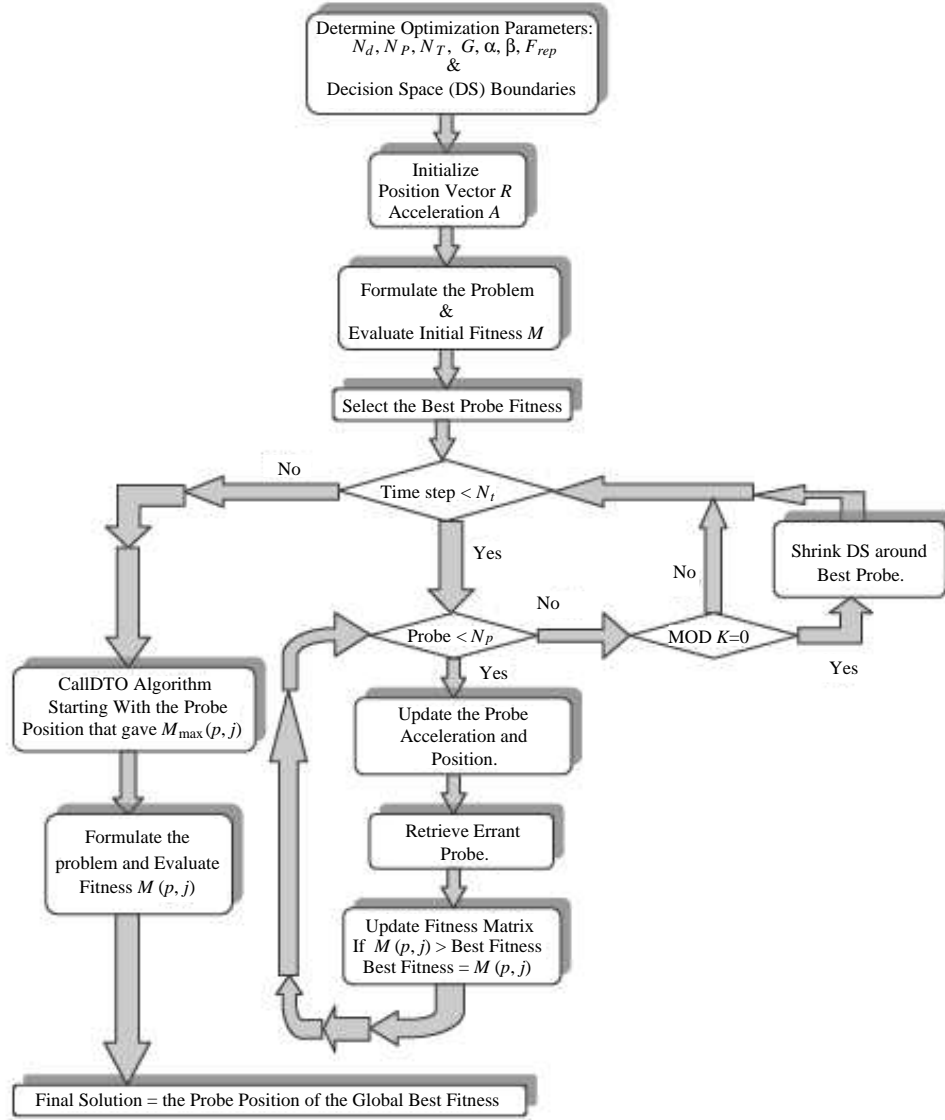 Determine Optimization Parameters:
N_d, N_P, N_T, G, α, β, F_rep
&
Decision Space (DS) Boundaries
Initialize
Position Vector R
Acceleration A
Formulate the Problem
&
Evaluate Initial Fitness M
Select the Best Probe Fitness
No
Time step < N_t
Yes
Shrink DS around
Best Probe.
No
No
Probe < N_p
MOD K=0
Yes
Yes
CallDTO Algorithm
Starting With the Probe
Position that gave M_max (p, j)
Update the Probe
Acceleration and
Position.
Formulate the
problem and Evaluate
Fitness M (p, j)
Retrieve Errant
Probe.
Update Fitness Matrix
If M (p, j) > Best Fitness
Best Fitness = M (p, j)
Final Solution = the Probe Position of the Global Best Fitness